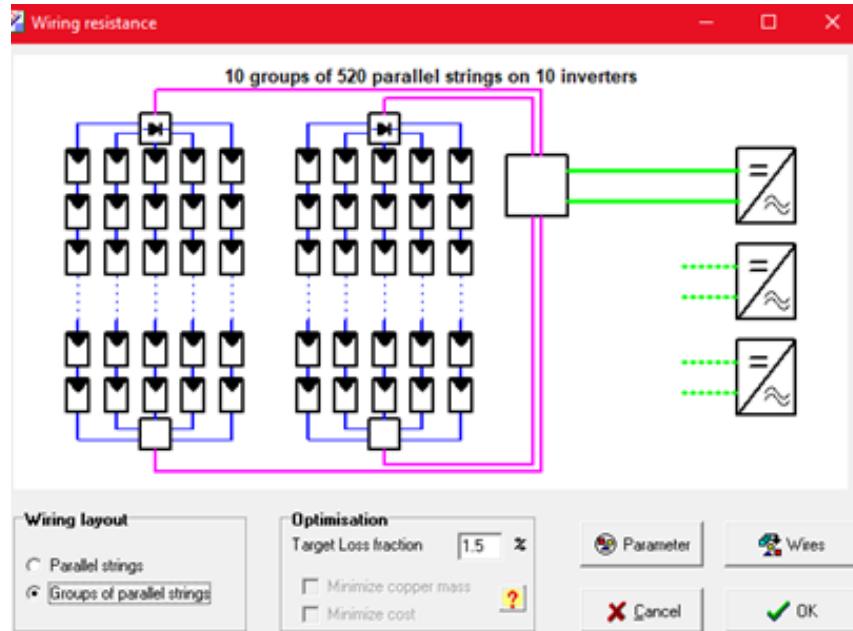 Wiring resistance
10 groups of 520 parallel strings on 10 inverters
Wiring layout
Parallel strings
Groups of parallel strings
Optimisation
Target Loss fraction 1.5 %
Minimize copper mass
Minimize cost
?
Parameter
Wires
Cancel
OK